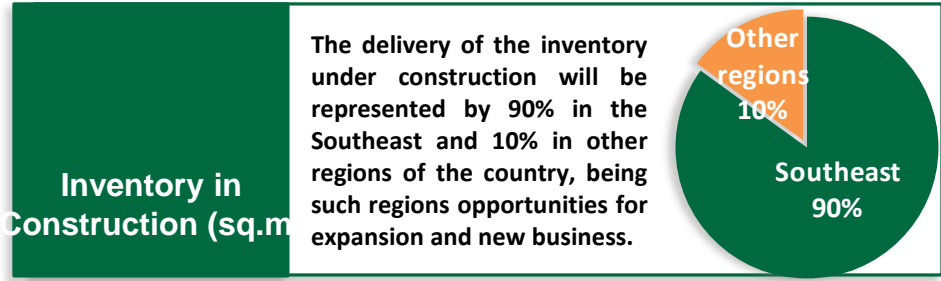 Inventory in
Construction (sq.m
The delivery of the inventory
under construction will be
represented by 90% in the
Southeast and 10% in other
regions of the country, being
such regions opportunities for
expansion and new business.
Other
regions
10%
Southeast
90%